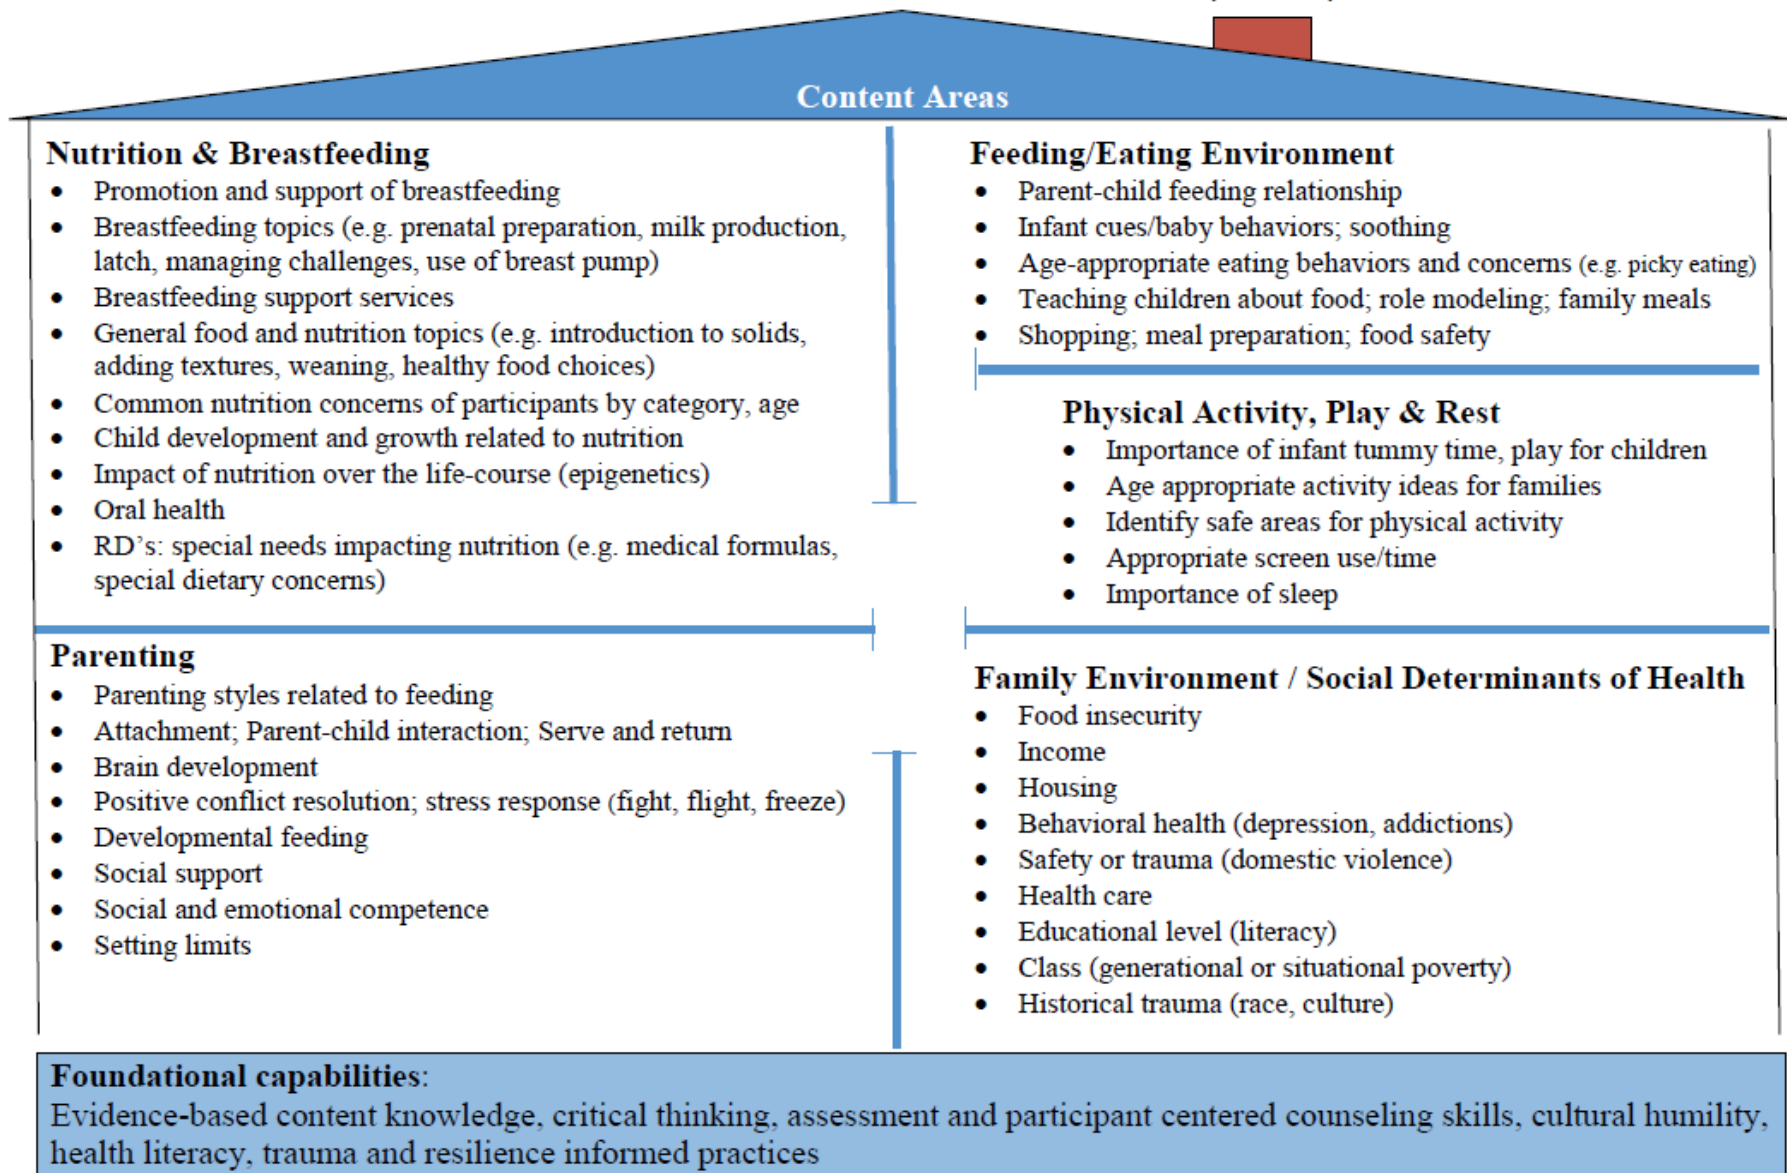 Content Areas
Nutrition & Breastfeeding
• Promotion and support of breastfeeding
• Breastfeeding topics (e.g. prenatal preparation, milk production,
latch, managing challenges, use of breast pump)
• Breastfeeding support services
• General food and nutrition topics (e.g. introduction to solids,
adding textures, weaning, healthy food choices)
• Common nutrition concerns of participants by category, age
• Child development and growth related to nutrition
• Impact of nutrition over the life-course (epigenetics)
• Oral health
• RD’s: special needs impacting nutrition (e.g. medical formulas,
special dietary concerns)
Feeding/Eating Environment
• Parent-child feeding relationship
• Infant cues/baby behaviors; soothing
• Age-appropriate eating behaviors and concerns (e.g. picky eating)
• Teaching children about food; role modeling; family meals
• Shopping; meal preparation; food safety
Physical Activity, Play & Rest
• Importance of infant tummy time, play for children
• Age appropriate activity ideas for families
• Identify safe areas for physical activity
• Appropriate screen use/time
• Importance of sleep
Parenting
• Parenting styles related to feeding
• Attachment; Parent-child interaction; Serve and return
• Brain development
• Positive conflict resolution; stress response (fight, flight, freeze)
• Developmental feeding
• Social support
• Social and emotional competence
• Setting limits
Family Environment / Social Determinants of Health
• Food insecurity
• Income
• Housing
• Behavioral health (depression, addictions)
• Safety or trauma (domestic violence)
• Health care
• Educational level (literacy)
• Class (generational or situational poverty)
• Historical trauma (race, culture)
Foundational capabilities:
Evidence-based content knowledge, critical thinking, assessment and participant centered counseling skills, cultural humility,
health literacy, trauma and resilience informed practices